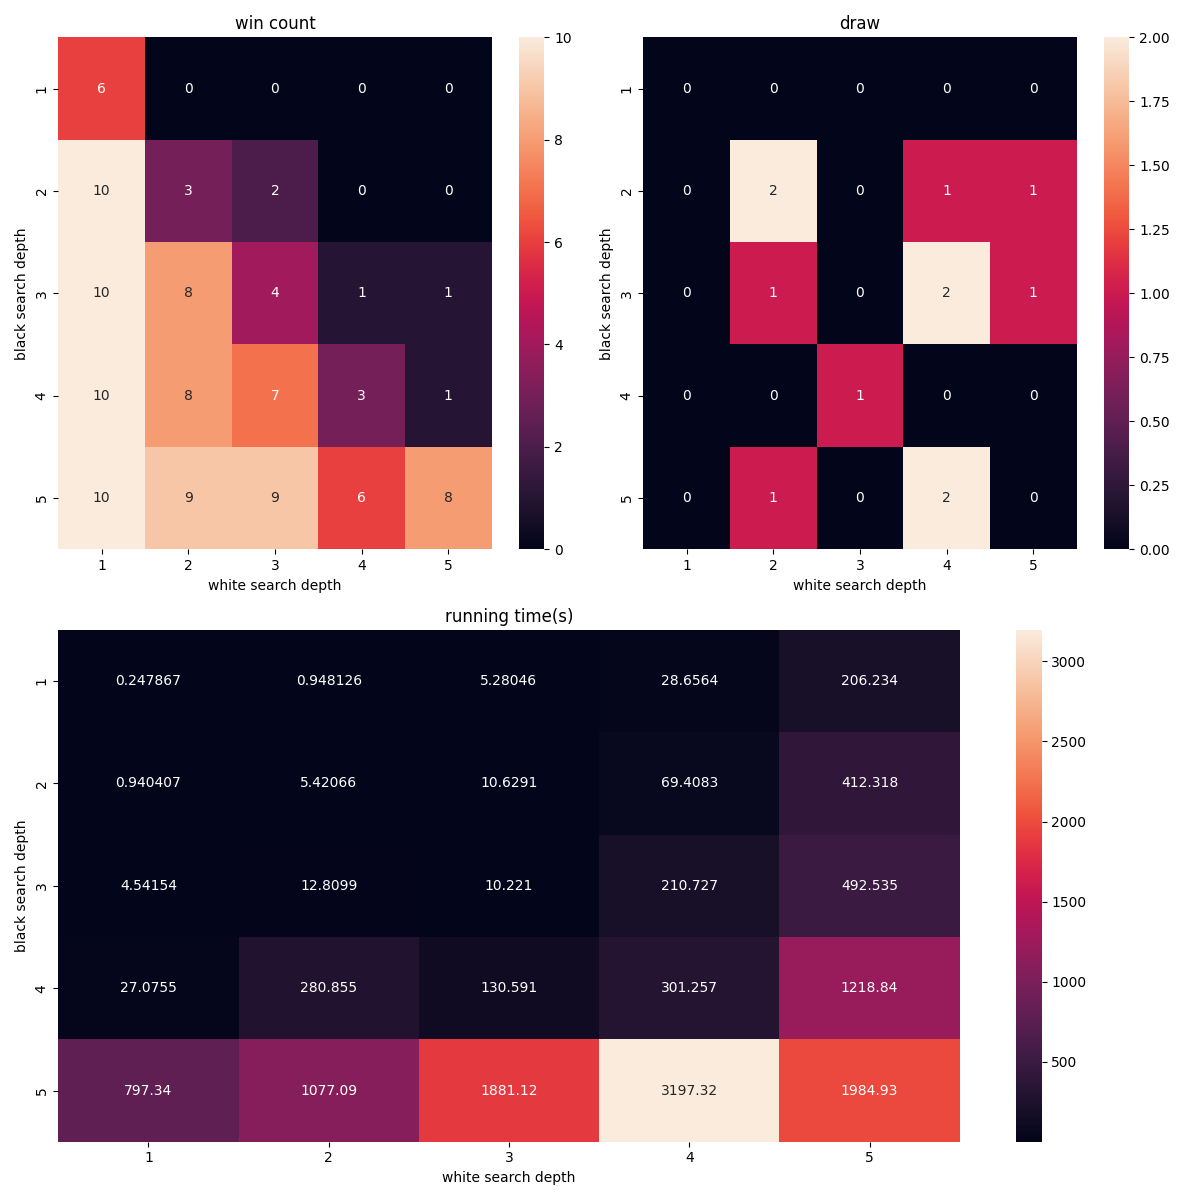 win count
1 6 0 0 0 0
2 10 3 2 0 0
3 10 8 4 1 1
4 10 8 7 3 1
5 10 9 9 6 8
1 2 3 4 5
black search depth
white search depth
10
8
6
4
2
0
draw
1 0 0 0 0 0
2 0 2 0 1 1
3 0 1 0 2 1
4 0 0 1 0 0
5 0 1 0 2 0
1 2 3 4 5
black search depth
white search depth
2.00
1.75
1.50
1.25
1.00
0.75
0.50
0.25
0.00
running time(s)
1 0.247867 0.948126 5.28046 28.6564 206.234
2 0.940407 5.42066 10.6291 69.4083 412.318
3 4.54154 12.8099 10.221 210.727 492.535
4 27.0755 280.855 130.591 301.257 1218.84
5 797.34 1077.09 1881.12 3197.32 1984.93
1 2 3 4 5
black search depth
white search depth
3000
2500
2000
1500
1000
500